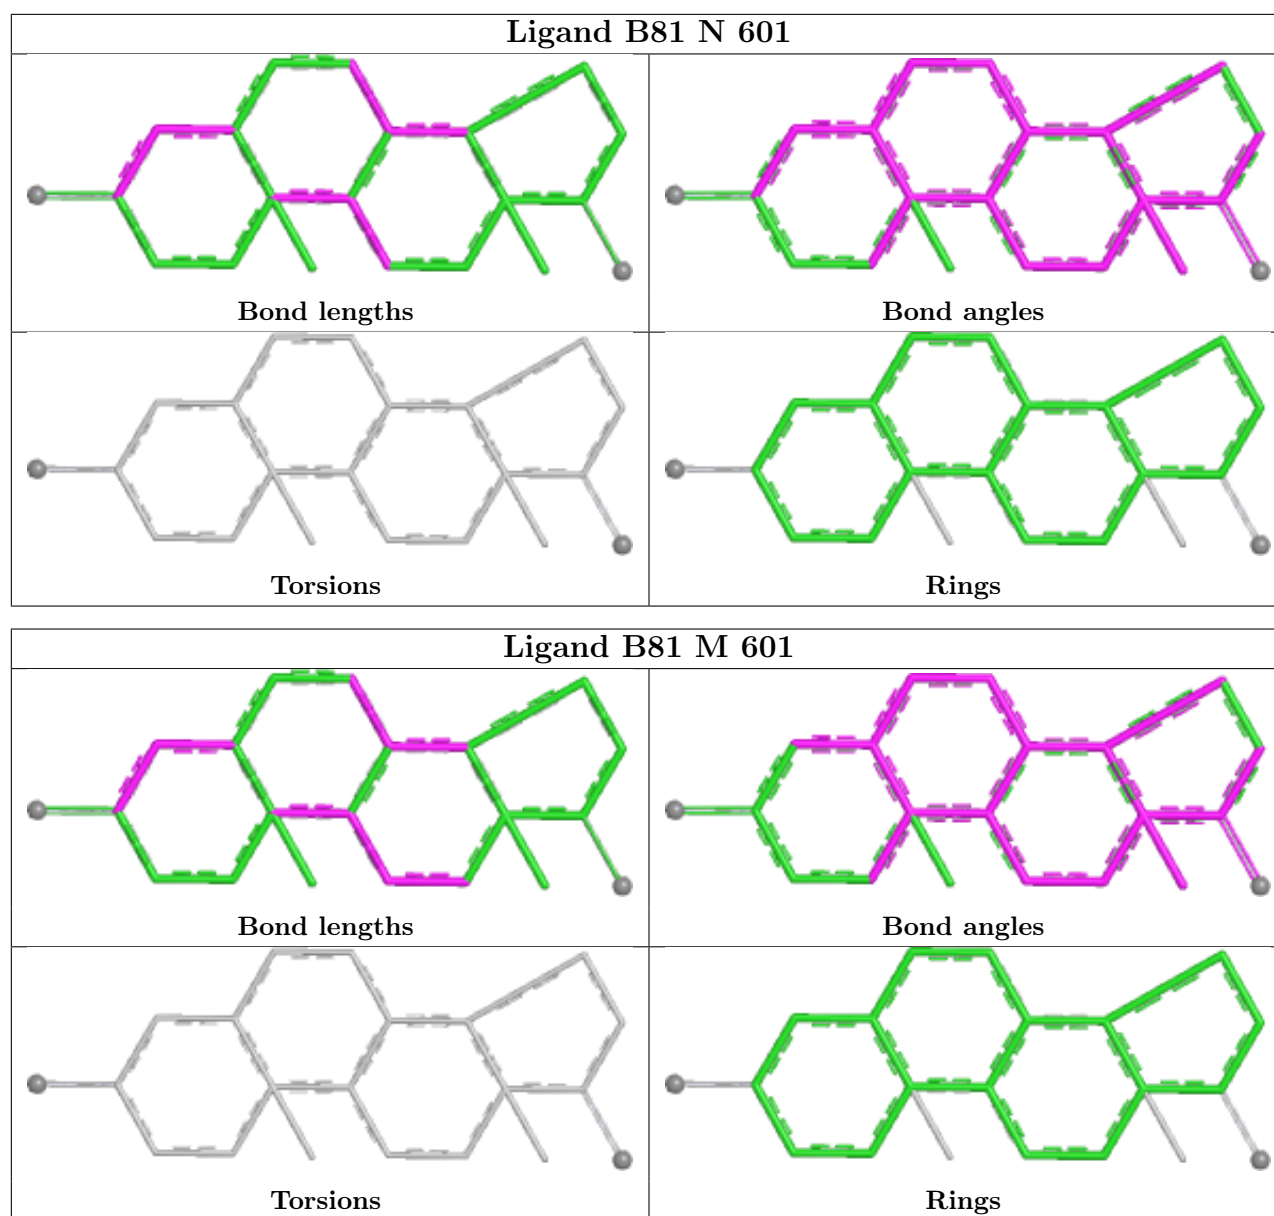 Ligand B81 N 601
Bond lengths
Bond angles
Torsions
Rings
Ligand B81 M 601
Bond lengths
Bond angles
Torsions
Rings